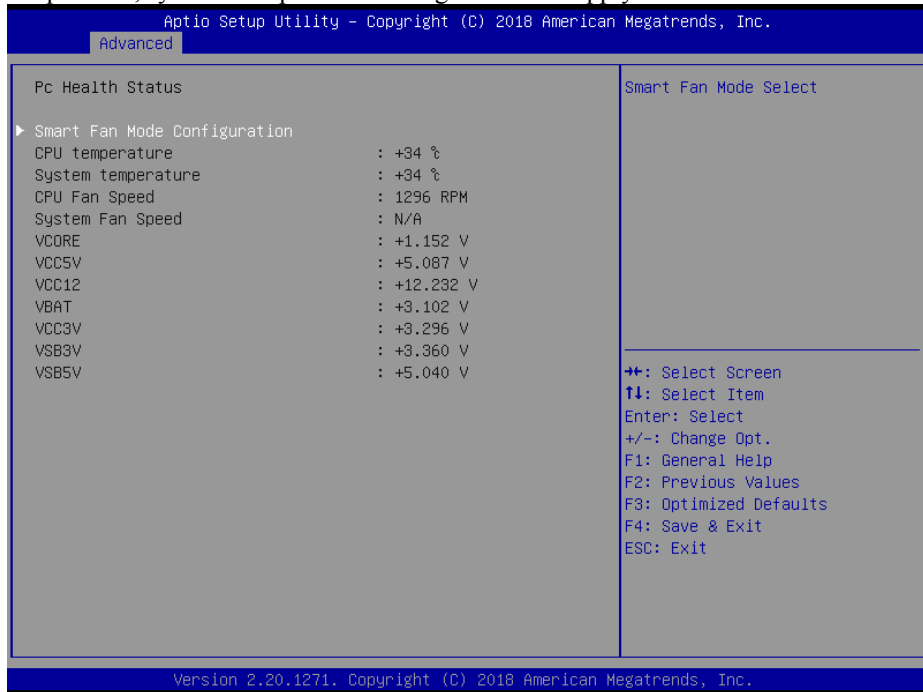 Aptio Setup Utility – Copyright (C) 2018 American Megatrends, Inc.
Advanced
Pc Health Status
Smart Fan Mode Configuration
CPU temperature : +34 ℃
System temperature : +34 ℃
CPU Fan Speed : 1296 RPM
System Fan Speed : N/A
VCORE : +1.152 V
VCC5V : +5.087 V
VCC12 : +12.232 V
VBAT : +3.102 V
VCC3V : +3.296 V
VSB3V : +3.360 V
VSB5V : +5.040 V
Smart Fan Mode Select
→←: Select Screen
↑↓: Select Item
Enter: Select
+/-: Change Opt.
F1: General Help
F2: Previous Values
F3: Optimized Defaults
F4: Save & Exit
ESC: Exit
Version 2.20.1271. Copyright (C) 2018 American Megatrends, Inc.